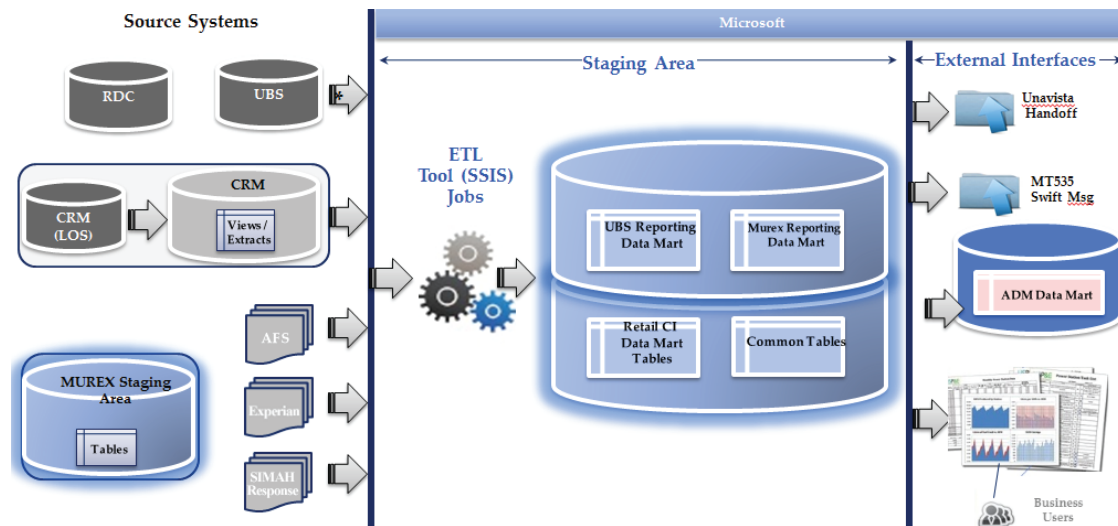 Source Systems
Microsoft
Staging Area
External Interfaces
RDC
UBS
*
Unavista
Handoff
ETL
Tool (SSIS)
Jobs
CRM
CRM
(LOS)
Views /
Extracts
MT535
Swift Msg
UBS Reporting
Data Mart
Murex Reporting
Data Mart
ADM Data Mart
AFS
Retail CI
Data Mart
Tables
Common Tables
MUREX Staging
Area
Tables
Experian
SIMAH
Response
Business
Users